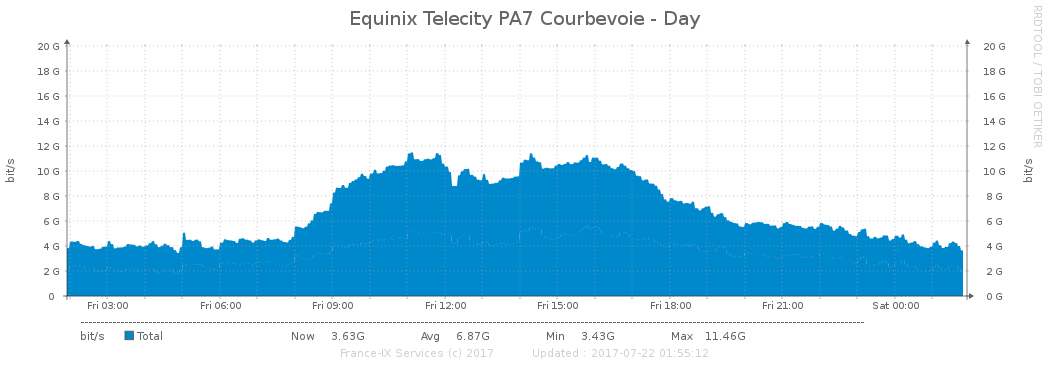 Equinix Telecity PA7 Courbevoie - Day
RRDTOOL / TOBI OETIKER
20 G 20 G
18 G 18 G
16 G 16 G
14 G 14 G
12 G 12 G
10 G 10 G
8 G 8 G
6 G 6 G
4 G 4 G
2 G 2 G
0 0 G
bit/s bit/s
Fri 03:00 Fri 06:00 Fri 09:00 Fri 12:00 Fri 15:00 Fri 18:00 Fri 21:00 Sat 00:00
bit/s Total Now 3.63G Avg 6.87G Min 3.43G Max 11.46G
France-IX Services (c) 2017 Updated : 2017-07-22 01:55:12